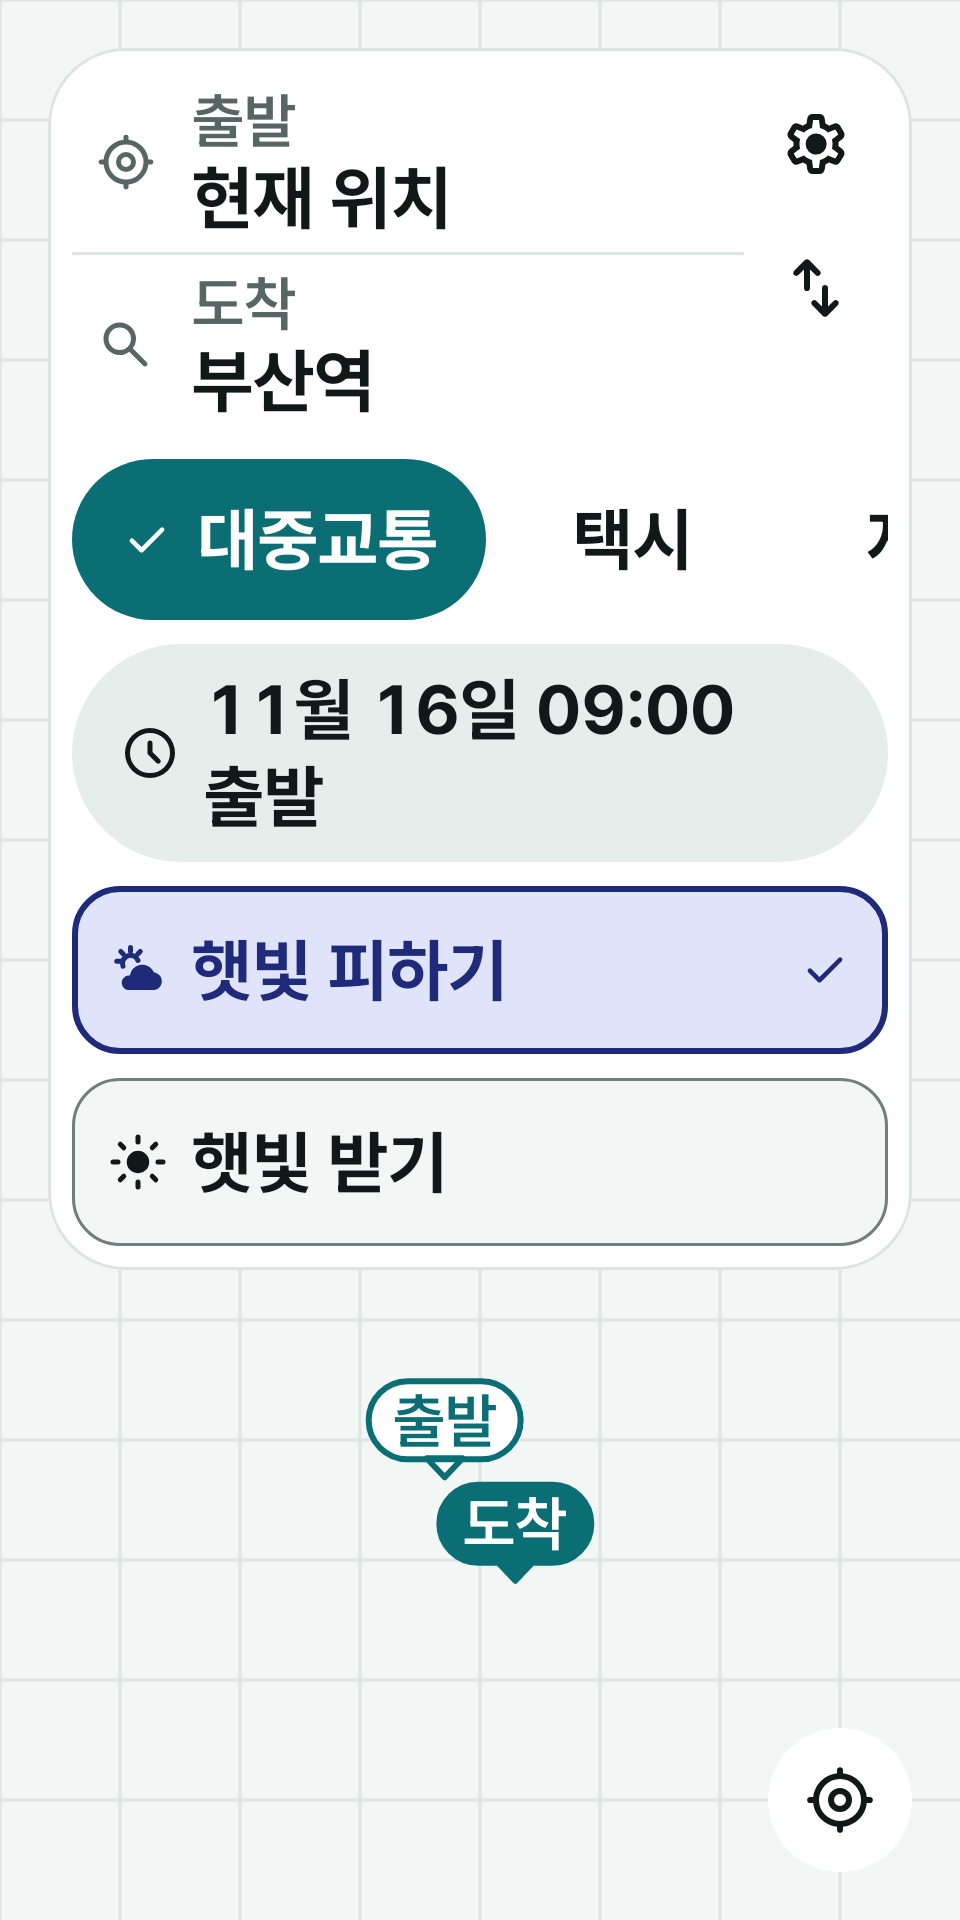 출발
현재 위치
도착
부산역
대중교통 택시
11월 16일 09:00
출발
햇빛 피하기
햇빛 받기
출발
도착